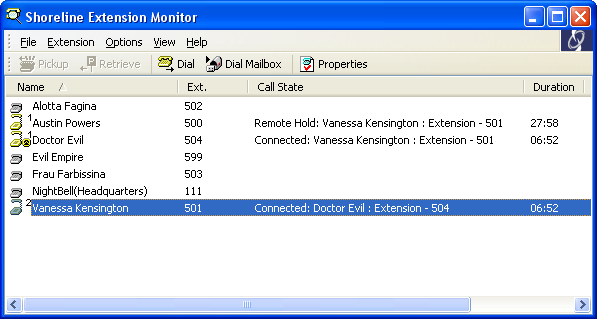 Shoreline Extension Monitor
File Extension Options View Help
Pickup Retrieve Dial Dial Mailbox Properties
Name Ext. Call State Duration
Alotta Fagina 502
1 Austin Powers 500 Remote Hold: Vanessa Kensington : Extension - 501 27:58
1 Doctor Evil 504 Connected: Vanessa Kensington : Extension - 501 06:52
Evil Empire 599
Frau Farbissina 503
NightBell(Headquarters) 111
2 Vanessa Kensington 501 Connected: Doctor Evil : Extension - 504 06:52